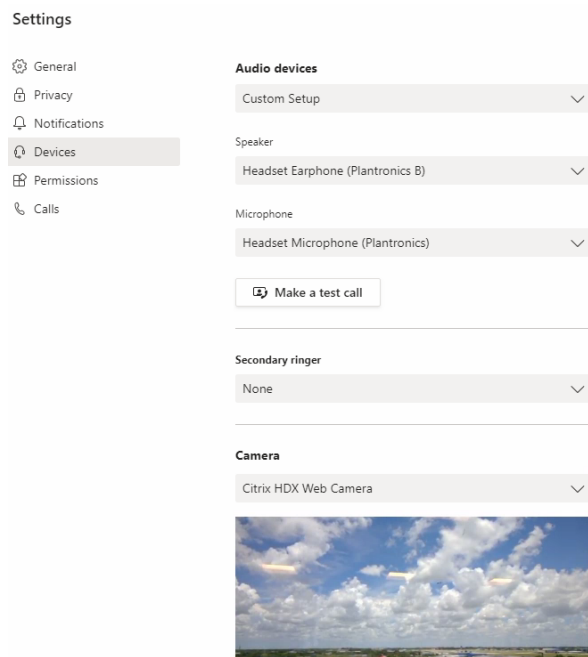 Settings
General
Privacy
Notifications
Devices
Permissions
Calls
Audio devices
Custom Setup
Speaker
Headset Earphone (Plantronics B)
Microphone
Headset Microphone (Plantronics)
Make a test call
Secondary ringer
None
Camera
Citrix HDX Web Camera